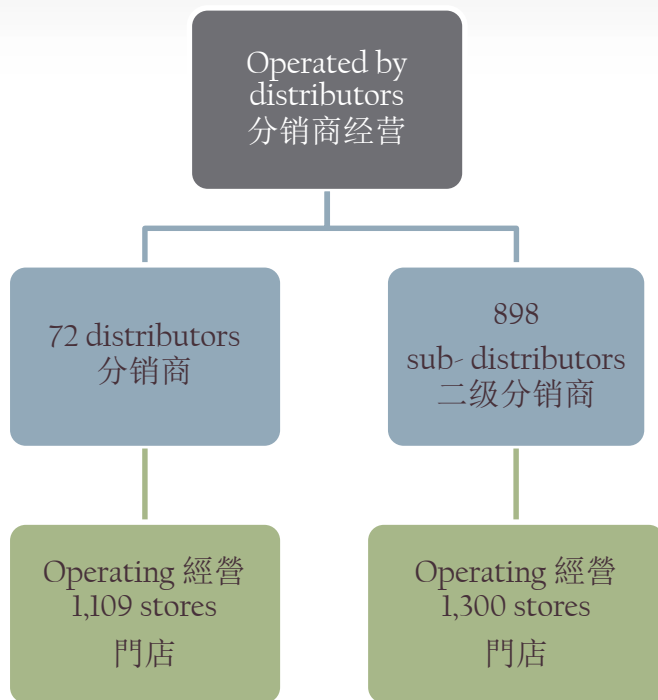 Operated by
distributors
分销商经营
72 distributors
分销商
898
sub- distributors
二级分销商
Operating 經營
1,109 stores
門店
Operating 經營
1,300 stores
門店